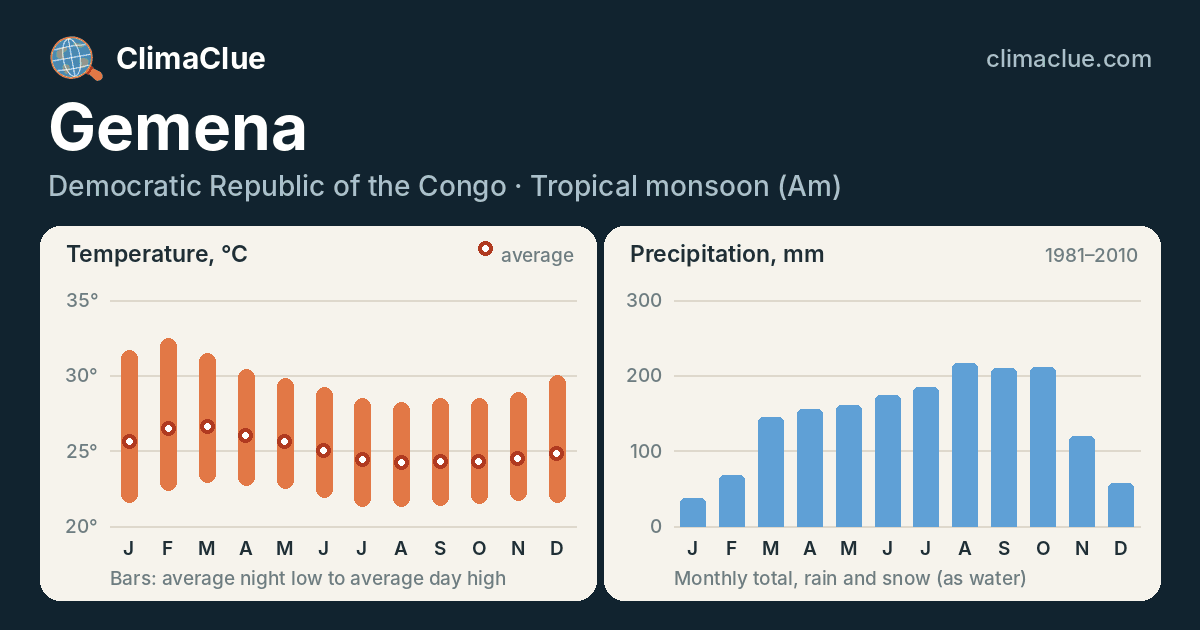 ClimaClue
climaclue.com
Gemena
Democratic Republic of the Congo · Tropical monsoon (Am)
Temperature, °C
average
35°
30°
25°
20°
J F M A M J J A S O N D
Bars: average night low to average day high
Precipitation, mm
1981–2010
300
200
100
0
J F M A M J J A S O N D
Monthly total, rain and snow (as water)